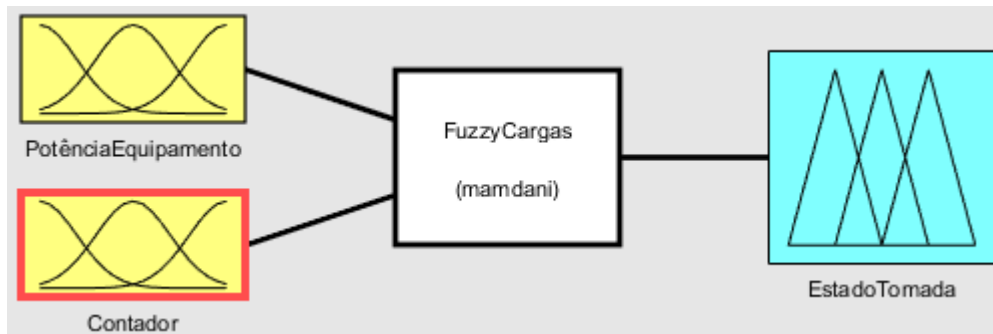 PotênciaEquipamento
FuzzyCargas
(mamdani)
Contador
EstadoTomada